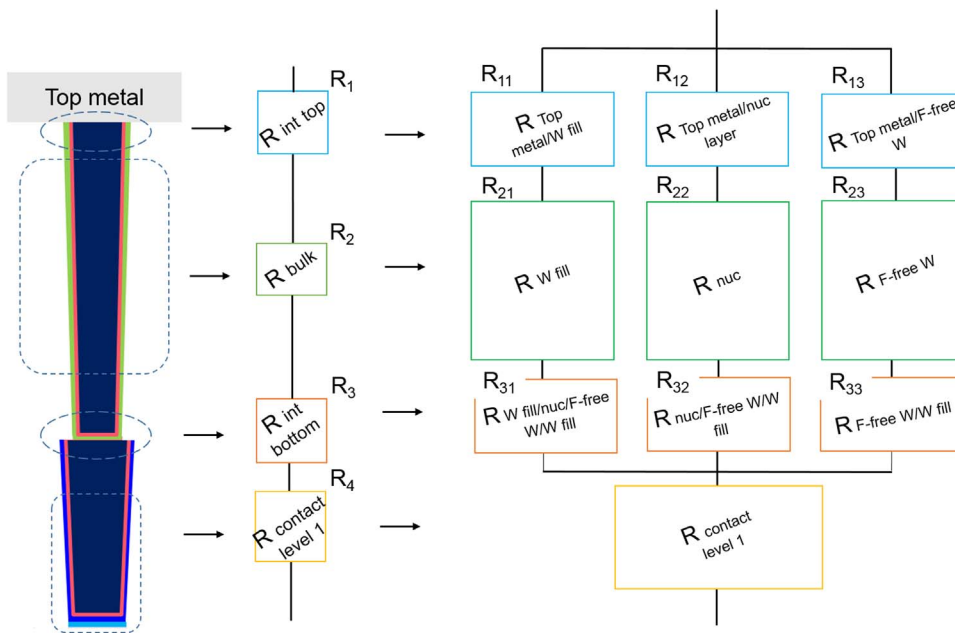 Top metal
R1
R int top
R2
R bulk
R3
R int
bottom
R4
R contact
level 1
R11
R Top
metal/W fill
R12
R Top metal/nuc
layer
R13
R Top metal/F-free
W
R21
R W fill
R22
R nuc
R23
R F-free W
R31
R W fill/nuc/F-free
W/W fill
R32
R nuc/F-free W/W
fill
R33
R F-free W/W fill
R contact
level 1